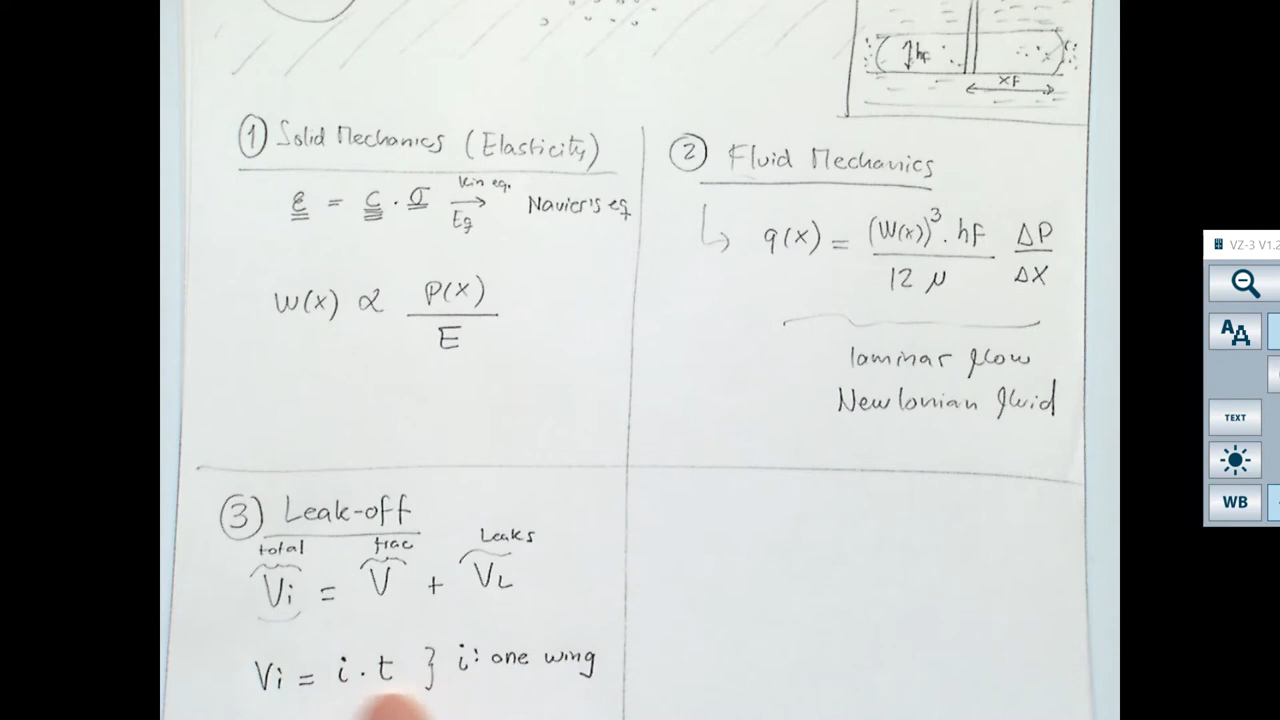 hF
xF
① Solid Mechanics (Elasticity)
ε = C · σ Kin eq. → Eq Navier's eq
W(x) ∝ P(x) / E
② Fluid Mechanics
↳ q(x) = (W(x))³ · hF / 12 μ ΔP / ΔX
laminar flow
Newtonian fluid
③ Leak-off
total frac Leaks
Vi = V + VL
Vi = i · t } i: one wing
VZ-3 V1.2
AA
TEXT
WB